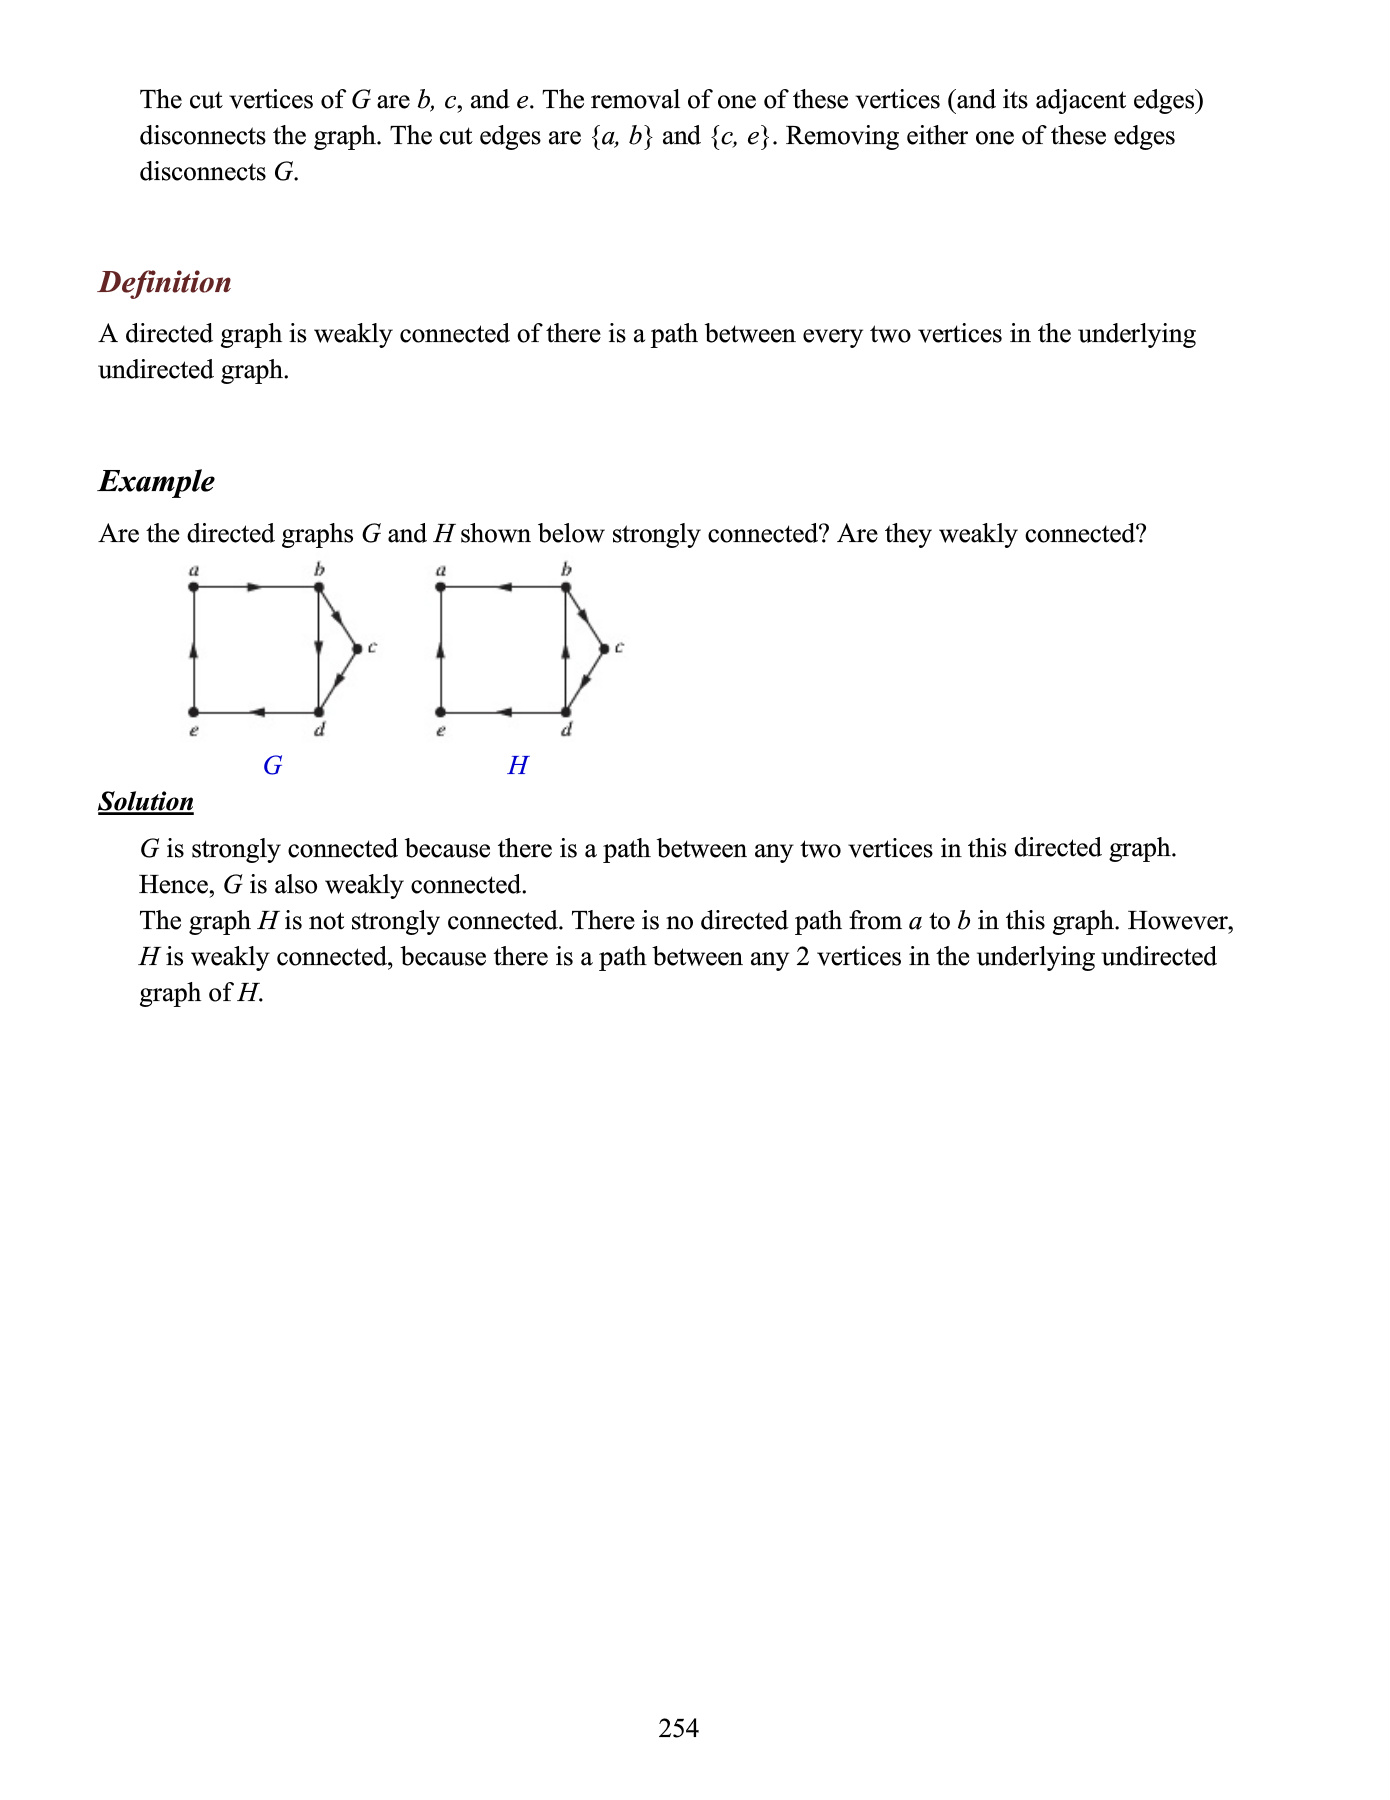 The cut vertices of G are b, c, and e. The removal of one of these vertices (and its adjacent edges)
disconnects the graph. The cut edges are {a, b} and {c, e}. Removing either one of these edges
disconnects G.
Definition
A directed graph is weakly connected of there is a path between every two vertices in the underlying
undirected graph.
Example
Are the directed graphs G and H shown below strongly connected? Are they weakly connected?
a b a b
c c
e d e d
G H
Solution
G is strongly connected because there is a path between any two vertices in this directed graph.
Hence, G is also weakly connected.
The graph H is not strongly connected. There is no directed path from a to b in this graph. However,
H is weakly connected, because there is a path between any 2 vertices in the underlying undirected
graph of H.
254